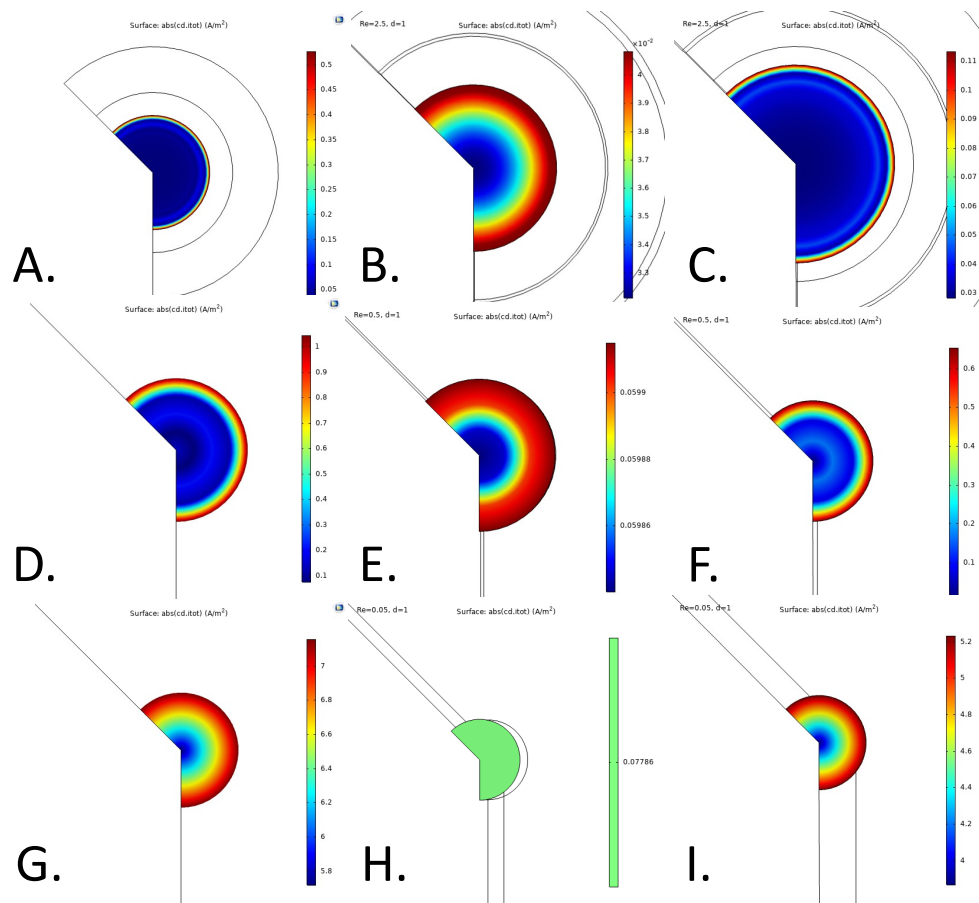 Surface: abs(cd.itot) (A/m²)
0.5
0.45
0.4
0.35
0.3
0.25
0.2
0.15
0.1
0.05
A.
Re=2.5, d=1
Surface: abs(cd.itot) (A/m²)
×10⁻²
4
3.9
3.8
3.7
3.6
3.5
3.4
3.3
B.
Re=2.5, d=1
Surface: abs(cd.itot) (A/m²)
0.11
0.1
0.09
0.08
0.07
0.06
0.05
0.04
0.03
C.
Surface: abs(cd.itot) (A/m²)
1
0.9
0.8
0.7
0.6
0.5
0.4
0.3
0.2
0.1
D.
Re=0.5, d=1
Surface: abs(cd.itot) (A/m²)
0.0599
0.05988
0.05986
E.
Re=0.5, d=1
Surface: abs(cd.itot) (A/m²)
0.6
0.5
0.4
0.3
0.2
0.1
F.
Surface: abs(cd.itot) (A/m²)
7
6.8
6.6
6.4
6.2
6
5.8
G.
Re=0.05, d=1
Surface: abs(cd.itot) (A/m²)
0.07786
H.
Re=0.05, d=1
Surface: abs(cd.itot) (A/m²)
5.2
5
4.8
4.6
4.4
4.2
4
I.